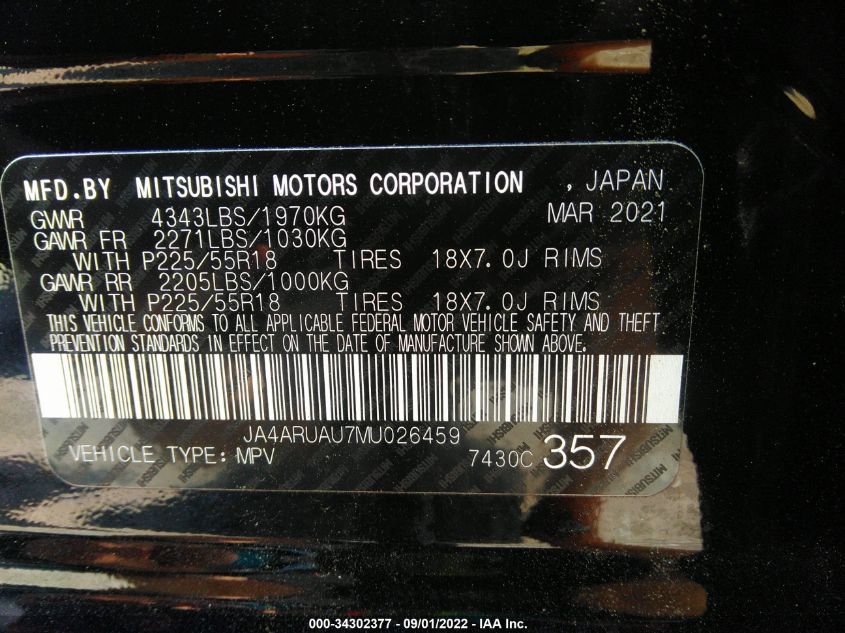 MFD.BY MITSUBISHI MOTORS CORPORATION , JAPAN
GVWR 4343LBS/1970KG MAR 2021
GAWR FR 2271LBS/1030KG
WITH P225/55R18 TIRES 18X7.0J RIMS
GAWR RR 2205LBS/1000KG
WITH P225/55R18 TIRES 18X7.0J RIMS
THIS VEHICLE CONFORMS TO ALL APPLICABLE FEDERAL MOTOR VEHICLE SAFETY AND THEFT
PREVENTION STANDARDS IN EFFECT ON THE DATE OF MANUFACTURE SHOWN ABOVE.
JA4ARUAU7MU026459
VEHICLE TYPE: MPV 7430C 357
000-34302377 - 09/01/2022 - IAA Inc.